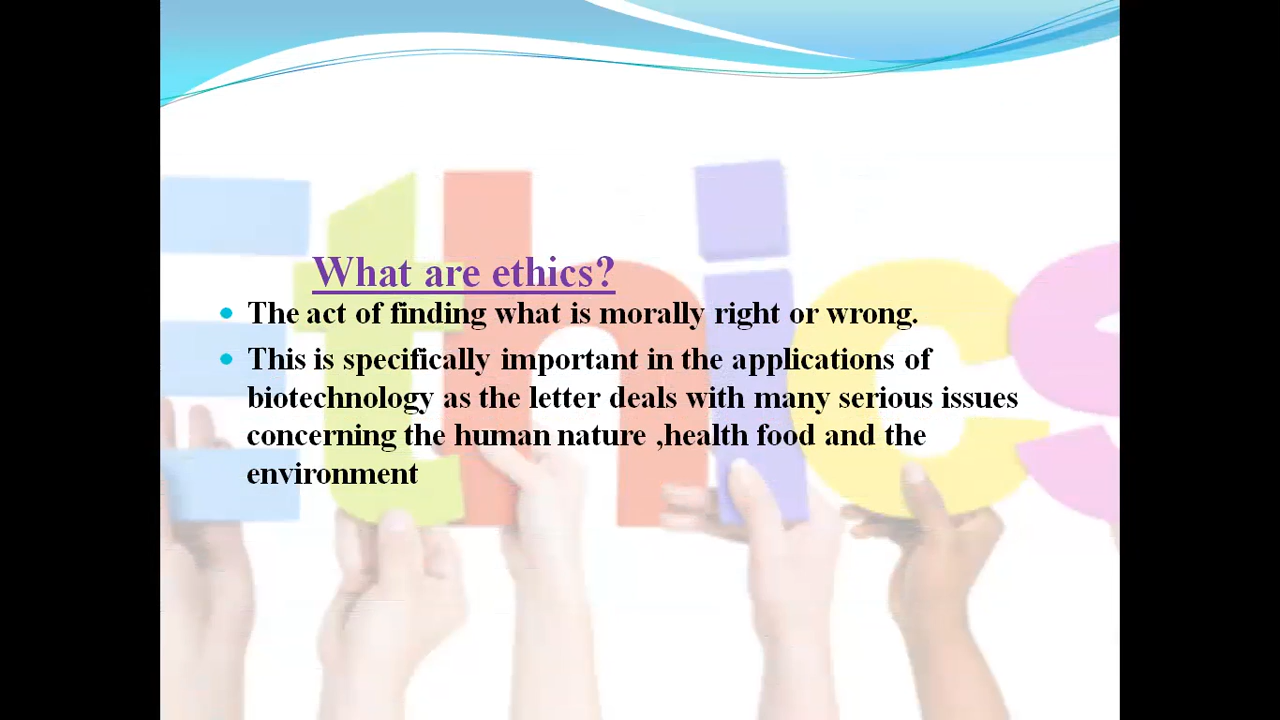 Ethics
What are ethics?
The act of finding what is morally right or wrong.
This is specifically important in the applications of
biotechnology as the letter deals with many serious issues
concerning the human nature ,health food and the
environment